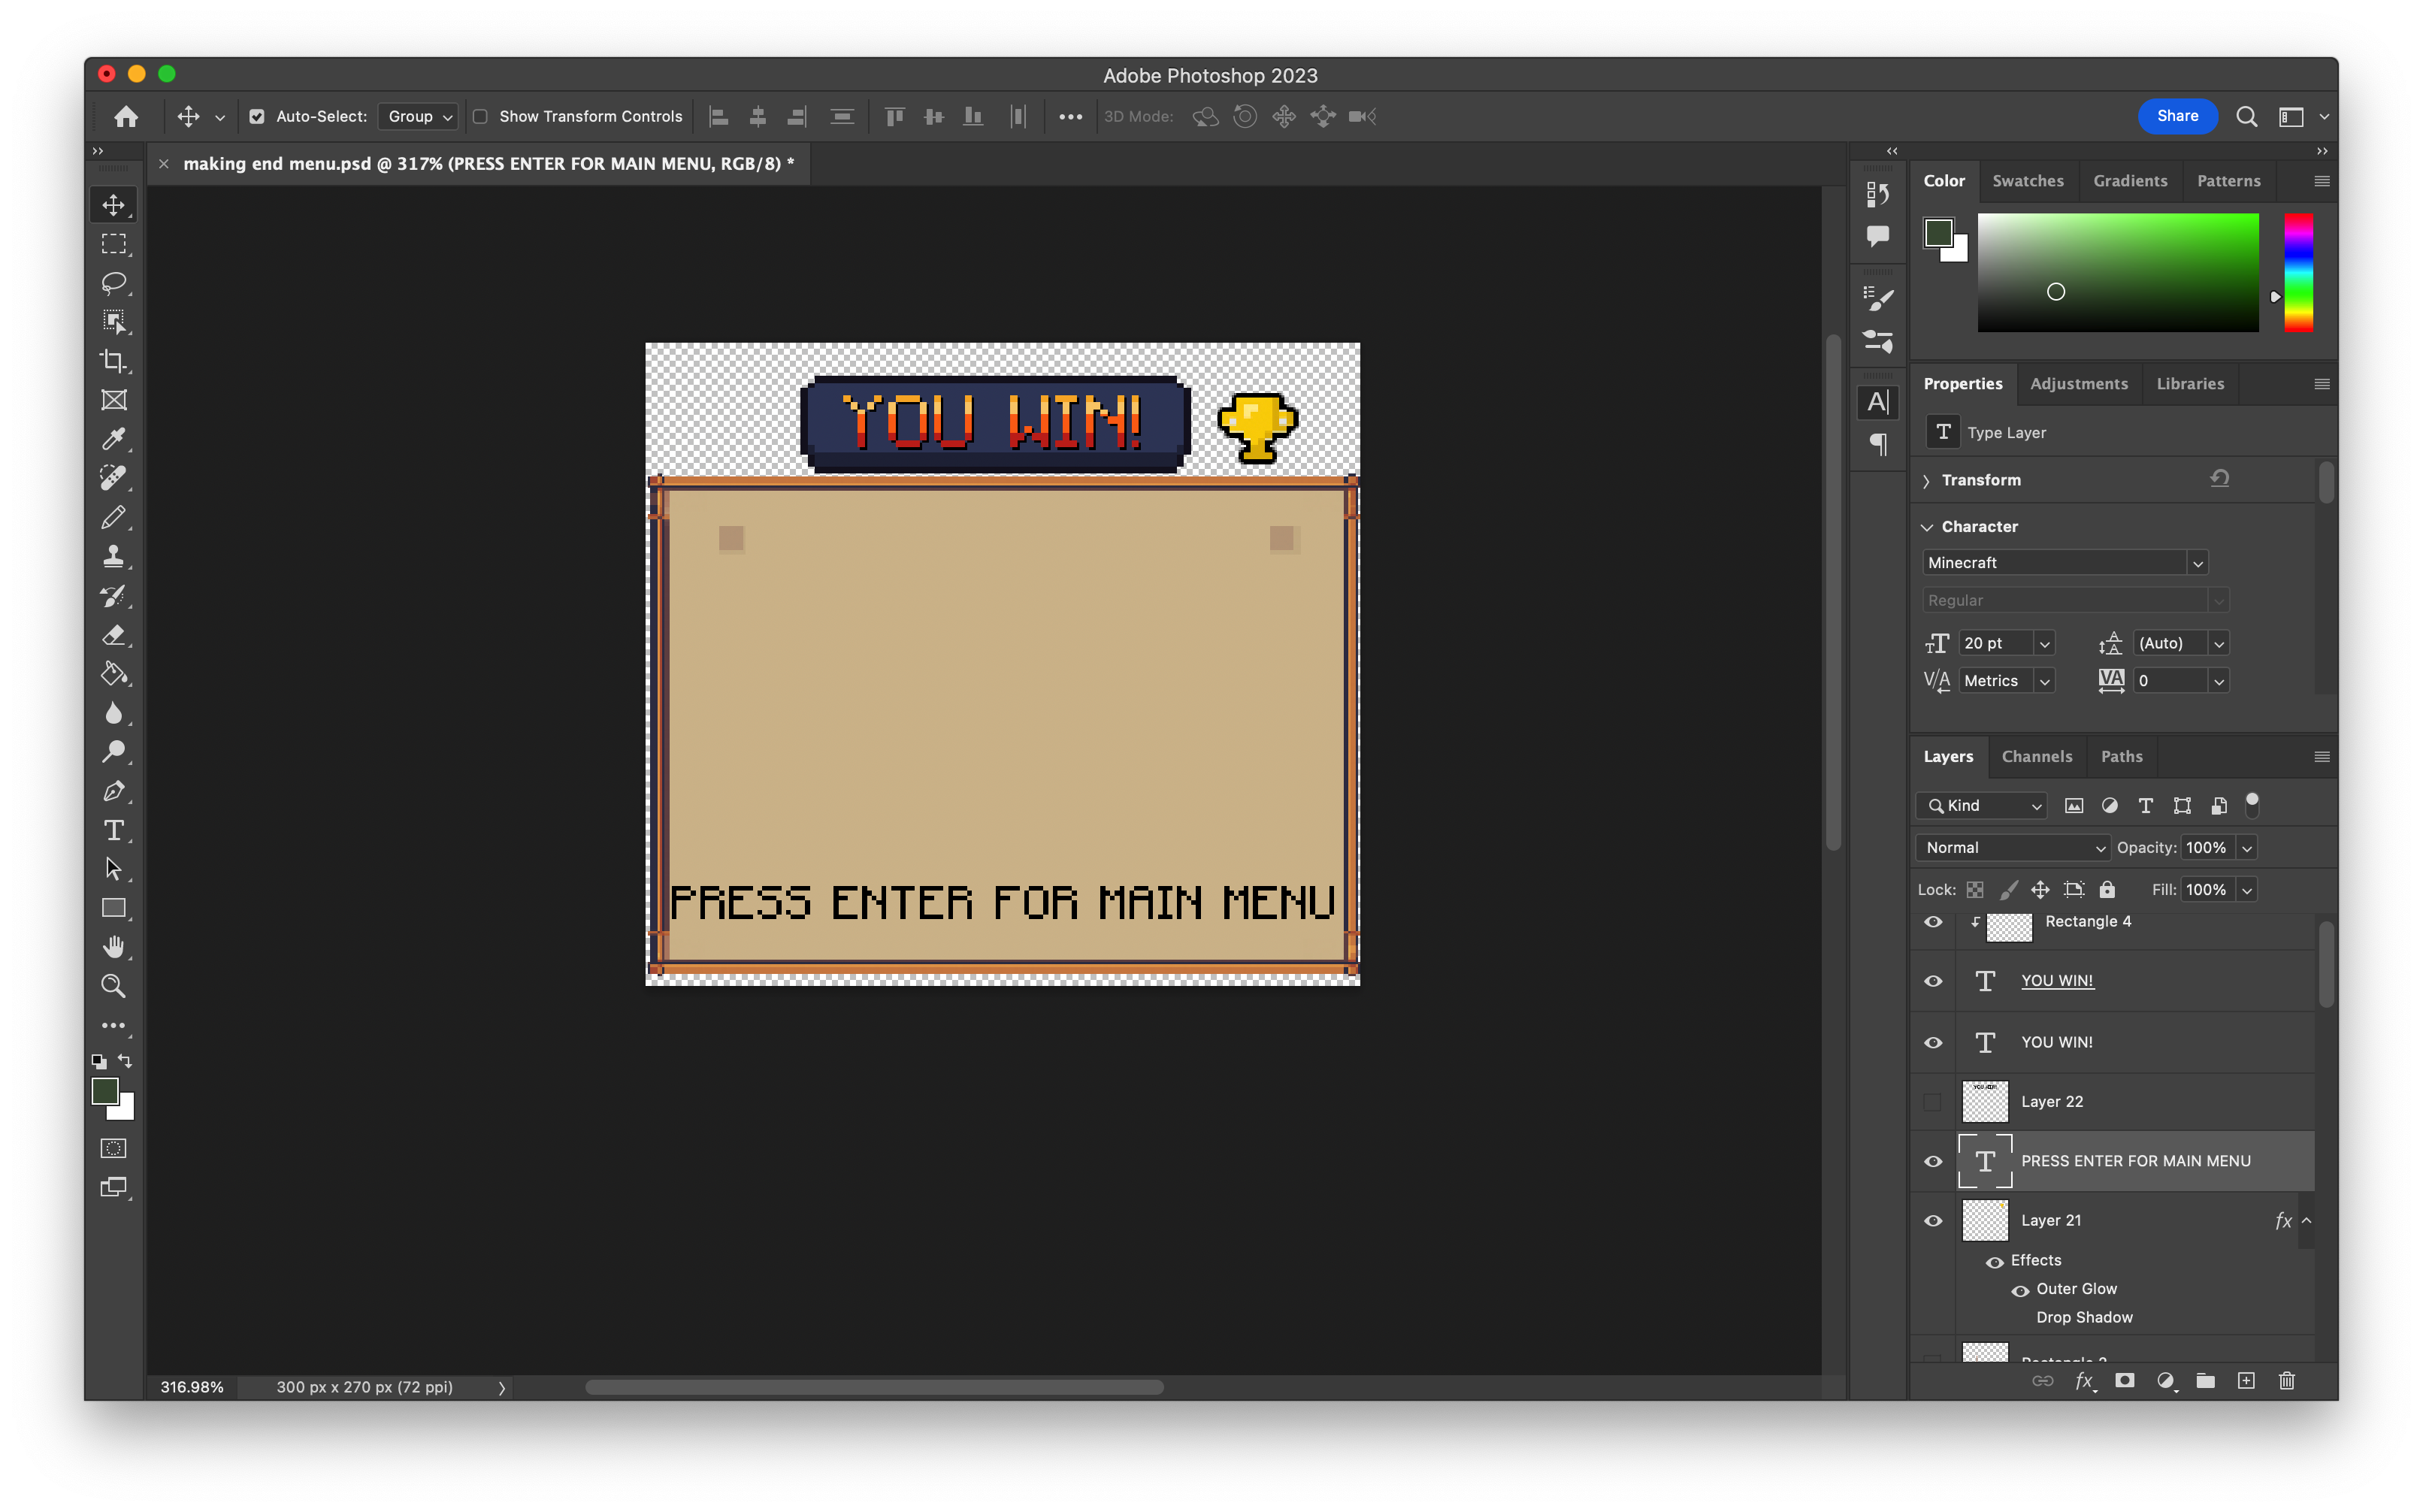 Adobe Photoshop 2023
Auto-Select: Group Show Transform Controls 3D Mode: Share
making end menu.psd @ 317% (PRESS ENTER FOR MAIN MENU, RGB/8) *
Color Swatches Gradients Patterns
YOU WIN!
PRESS ENTER FOR MAIN MENU
Properties Adjustments Libraries
T Type Layer
Transform
Character
Minecraft
Regular
20 pt (Auto)
Metrics 0
Layers Channels Paths
Kind
Normal Opacity: 100%
Lock: Fill: 100%
Rectangle 4
T YOU WIN!
T YOU WIN!
Layer 22
T PRESS ENTER FOR MAIN MENU
Layer 21 fx
Effects
Outer Glow
Drop Shadow
316.98% 300 px x 270 px (72 ppi)
fx